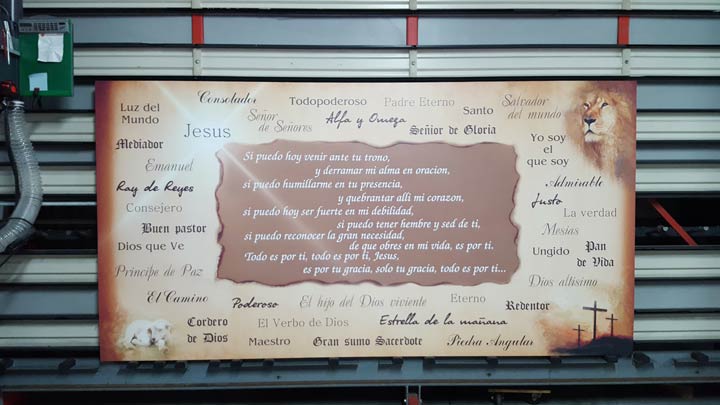 Consolador
Todopoderoso
Padre Eterno
Santo
Salvador
del mundo
Luz del
Mundo
Jesus
Señor
de Señores
Alfa y Omega
Señior de Gloria
Yo soy
el
que soy
Mediador
Emanuel
Ray de Reyes
Consejero
Buen pastor
Dios que Ve
Principe de Paz
Si puedo hoy venir ante tu trono,
y derramar mi alma en oracion,
si puedo humillarme en tu presencia,
y quebrantar alli mi corazon,
si puedo hoy ser fuerte en mi debilidad,
si puedo tener hembre y sed de ti,
si puedo reconocer la gran necesidad,
de que obres en mi vida, es por ti.
Todo es por ti, todo es por ti, Jesus,
es por tu gracia, solo tu gracia, todo es por ti...
Admirable
Justo
La verdad
Mesias
Ungido
Pan
de Vida
Dios altisimo
El Camino
Poderoso
El hijo del Dios viviente
Eterno
Redentor
Cordero
de Dios
El Verbo de Dios
Estrella de la mañana
Maestro
Gran sumo Sacerdote
Piedra Angular